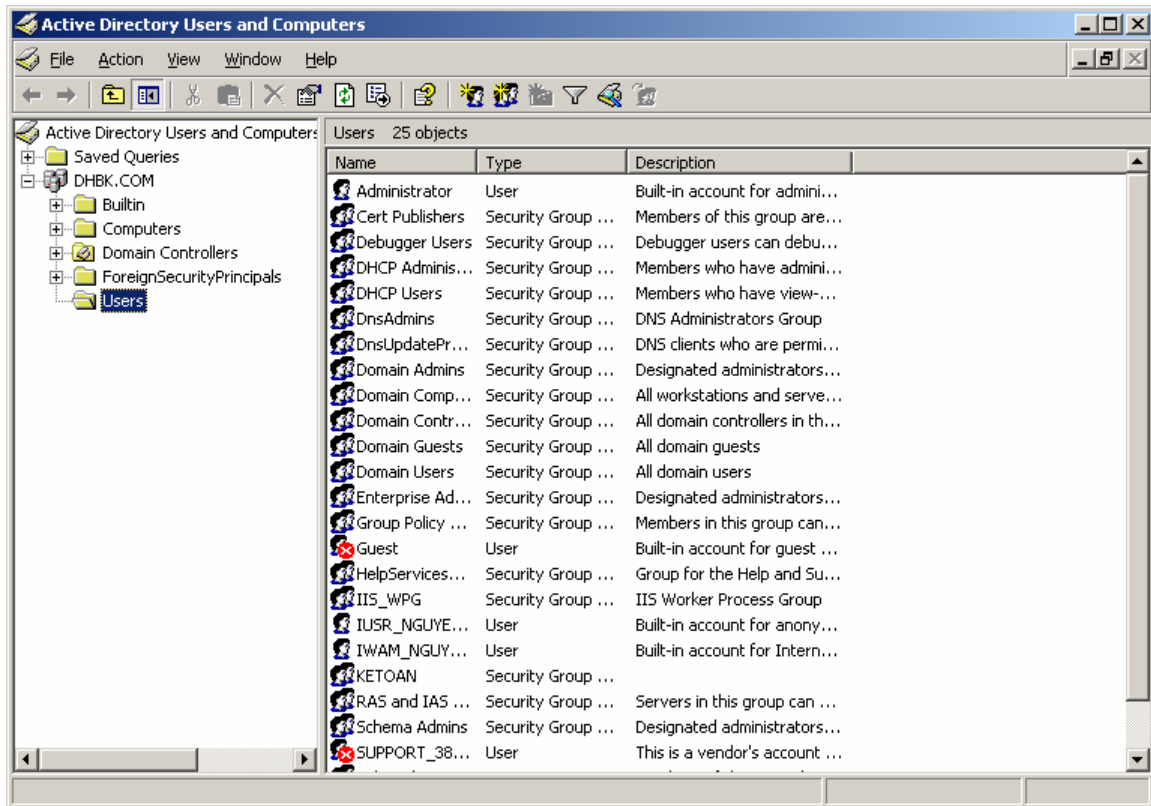 Active Directory Users and Computers
File Action View Window Help
Active Directory Users and Computers
Saved Queries
DHBK.COM
Builtin
Computers
Domain Controllers
ForeignSecurityPrincipals
Users
Users 25 objects
Name Type Description
Administrator User Built-in account for admini...
Cert Publishers Security Group ... Members of this group are...
Debugger Users Security Group ... Debugger users can debu...
DHCP Adminis... Security Group ... Members who have admini...
DHCP Users Security Group ... Members who have view-...
DnsAdmins Security Group ... DNS Administrators Group
DnsUpdatePr... Security Group ... DNS clients who are permi...
Domain Admins Security Group ... Designated administrators...
Domain Comp... Security Group ... All workstations and serve...
Domain Contr... Security Group ... All domain controllers in th...
Domain Guests Security Group ... All domain guests
Domain Users Security Group ... All domain users
Enterprise Ad... Security Group ... Designated administrators...
Group Policy ... Security Group ... Members in this group can...
Guest User Built-in account for guest ...
HelpServices... Security Group ... Group for the Help and Su...
IIS_WPG Security Group ... IIS Worker Process Group
IUSR_NGUYE... User Built-in account for anony...
IWAM_NGUY... User Built-in account for Intern...
KETOAN Security Group ...
RAS and IAS ... Security Group ... Servers in this group can ...
Schema Admins Security Group ... Designated administrators...
SUPPORT_38... User This is a vendor's account ...